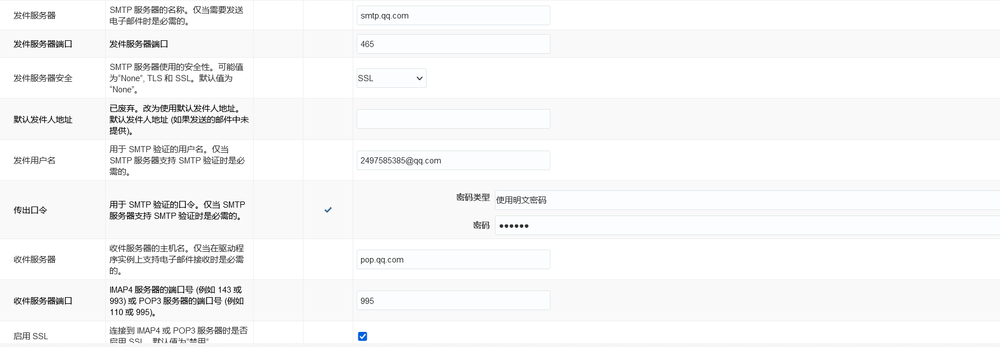 发件服务器
SMTP 服务器的名称。仅当需要发送
电子邮件时是必需的。
smtp.qq.com
发件服务器端口
发件服务器端口
465
发件服务器安全
SMTP 服务器使用的安全性。可能值
为“None”, TLS 和 SSL。默认值为
“None”。
SSL
默认发件人地址
已废弃。改为使用默认发件人地址。
默认发件人地址 (如果发送的邮件中未
提供)。
发件用户名
用于 SMTP 验证的用户名。仅当
SMTP 服务器支持 SMTP 验证时是必
需的。
2497585385@qq.com
传出口令
用于 SMTP 验证的口令。仅当 SMTP
服务器支持 SMTP 验证时是必需的。
密码类型
使用明文密码
密码
●●●●●●
收件服务器
收件服务器的主机名。仅当在驱动程
序实例上支持电子邮件接收时是必需
的。
pop.qq.com
收件服务器端口
IMAP4 服务器的端口号 (例如 143 或
993) 或 POP3 服务器的端口号 (例如
110 或 995)。
995
启用 SSL
连接到 IMAP4 或 POP3 服务器时是否
启用 SSL。默认值为“禁用”